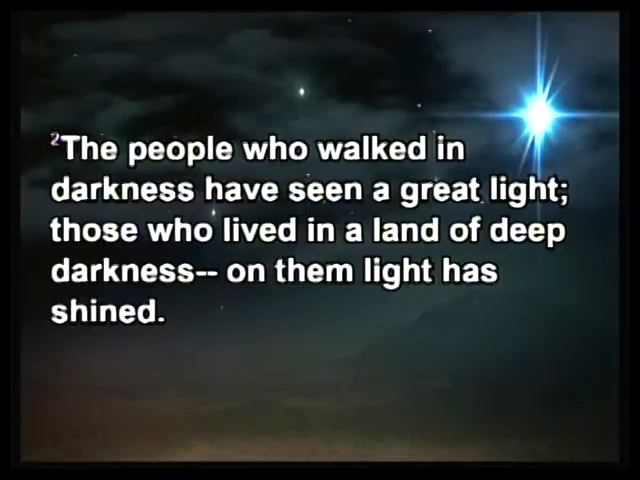 ²The people who walked in
darkness have seen a great light;
those who lived in a land of deep
darkness-- on them light has
shined.